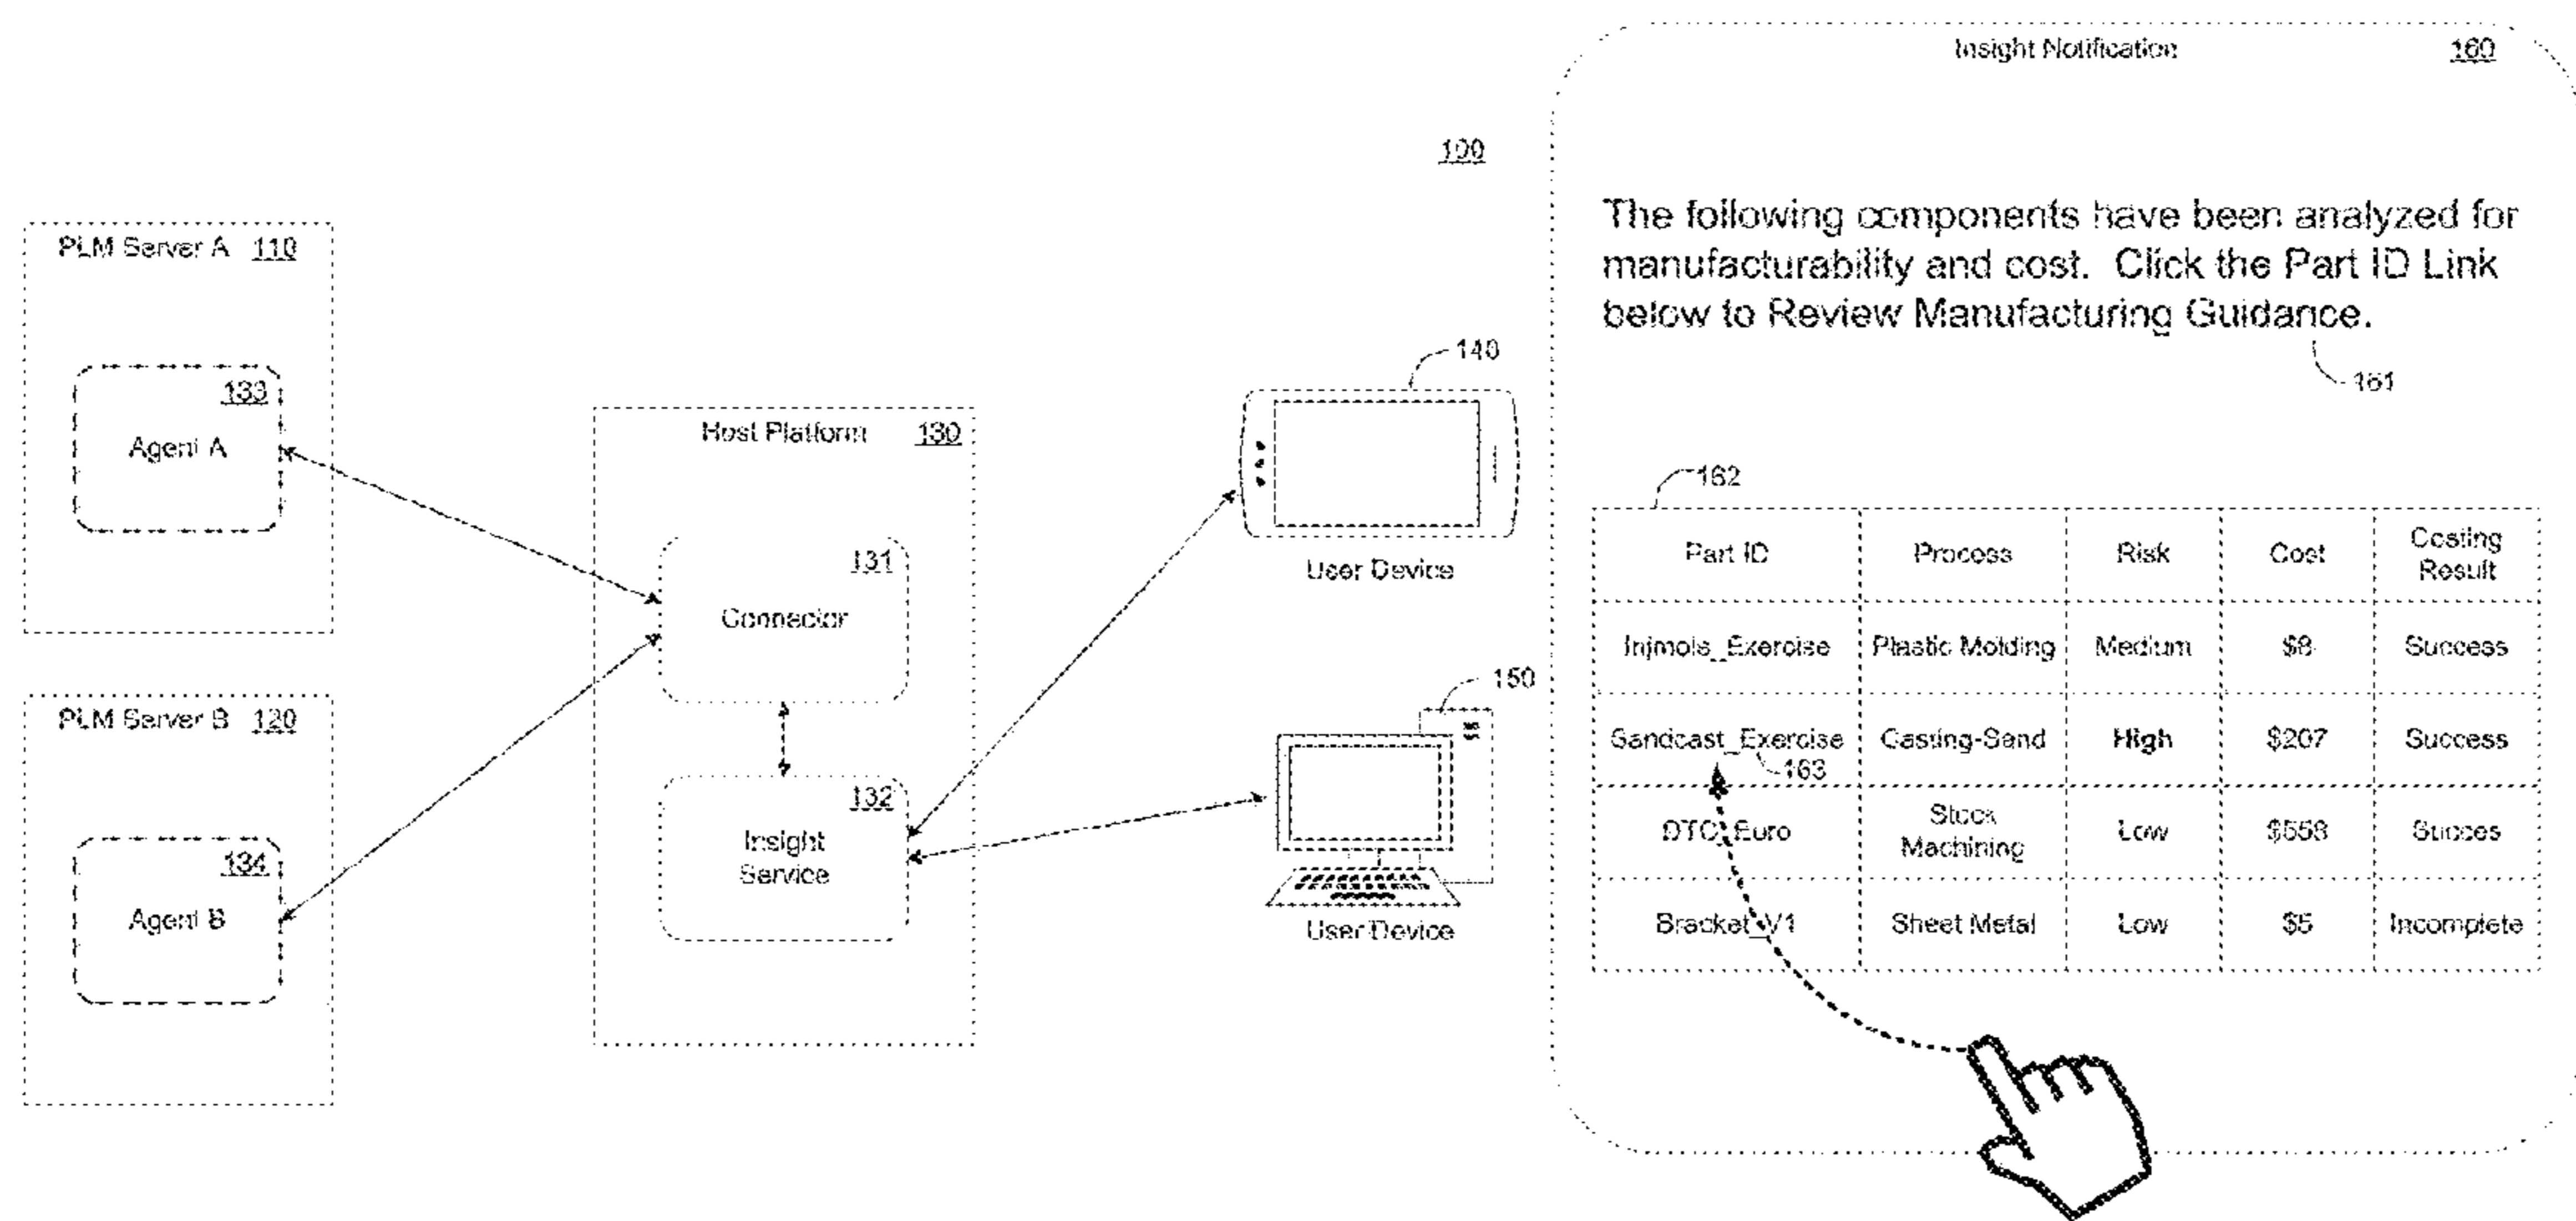 Insight Notification 160
100
The following components have been analyzed for
manufacturability and cost. Click the Part ID Link
below to Review Manufacturing Guidance.
161
PLM Server A 110
133
Agent A
PLM Server B 120
134
Agent B
Host Platform 130
131
Connector
132
Insight
Service
140
User Device
150
User Device
162
Part ID Process Risk Cost Costing
Result
Injmols_Exercise Plastic Molding Medium $8 Success
Sandcast_Exercise Casting-Sand High $207 Success
163
DTC_Euro Stock
Machining Low $558 Succes
Bracket_V1 Sheet Metal Low $5 Incomplete